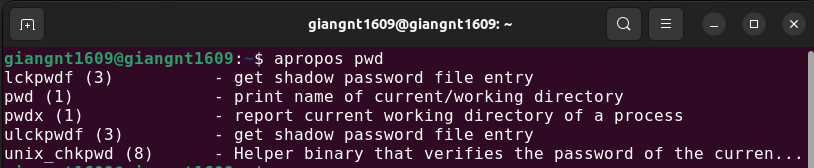 giangnt1609@giangnt1609: ~
giangnt1609@giangnt1609:~$ apropos pwd
lckpwdf (3)          - get shadow password file entry
pwd (1)              - print name of current/working directory
pwdx (1)             - report current working directory of a process
ulckpwdf (3)         - get shadow password file entry
unix_chkpwd (8)      - Helper binary that verifies the password of the curren...